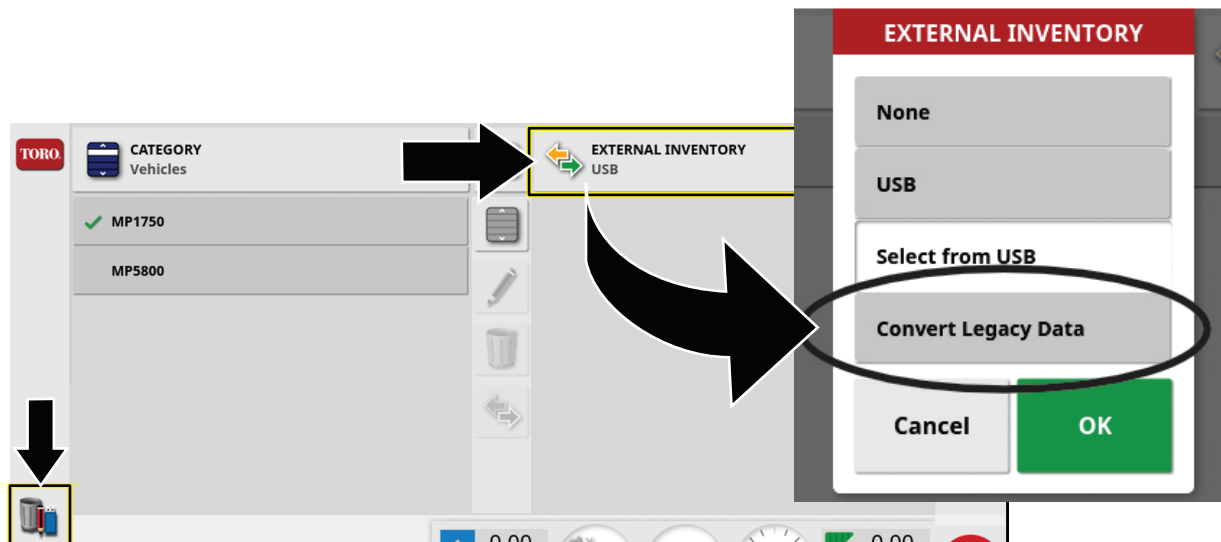 TORO.
CATEGORY
Vehicles
MP1750
MP5800
EXTERNAL INVENTORY
USB
EXTERNAL INVENTORY
None
USB
Select from USB
Convert Legacy Data
Cancel
OK
0.00
0.00